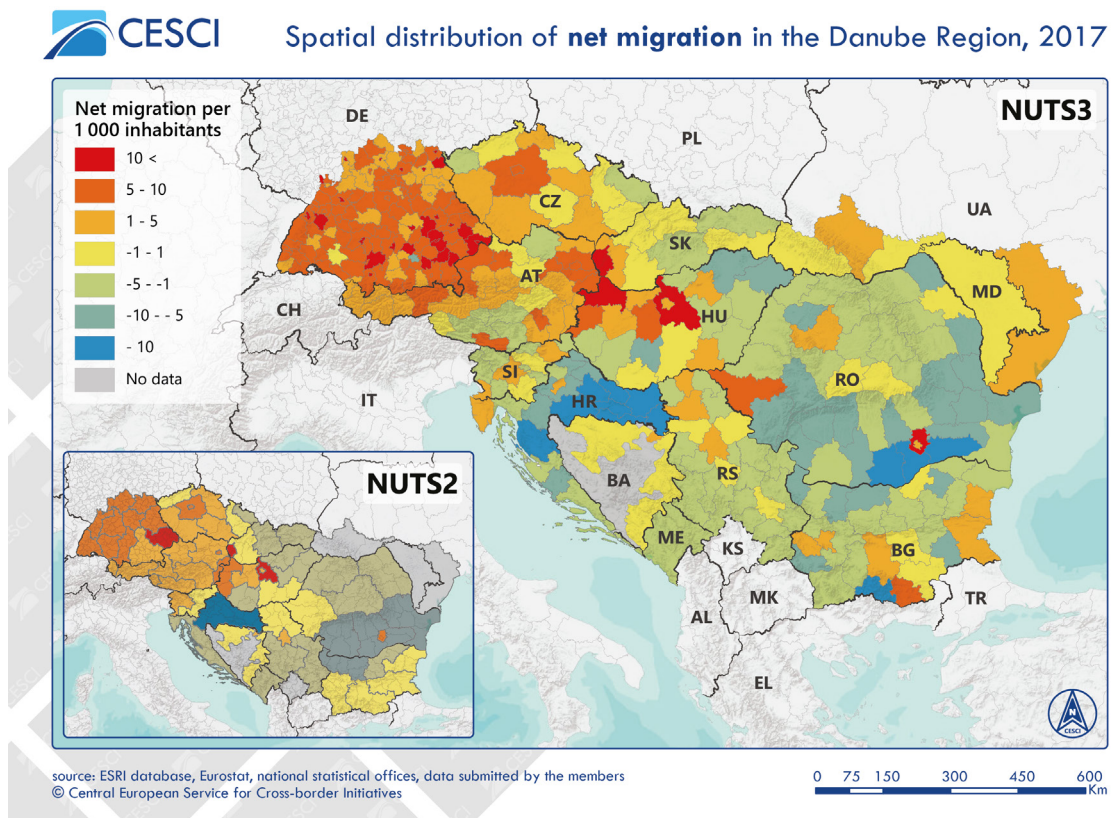 CESCI
Spatial distribution of net migration in the Danube Region, 2017
Net migration per
1 000 inhabitants
10 <
5 - 10
1 - 5
-1 - 1
-5 - -1
-10 - - 5
- 10
No data
NUTS3
DE
PL
UA
CZ
SK
AT
MD
CH
HU
SI
RO
IT
HR
BA
RS
ME
KS
BG
MK
TR
AL
EL
NUTS2
N
CESCI
source: ESRI database, Eurostat, national statistical offices, data submitted by the members
© Central European Service for Cross-border Initiatives
0 75 150 300 450 600
Km